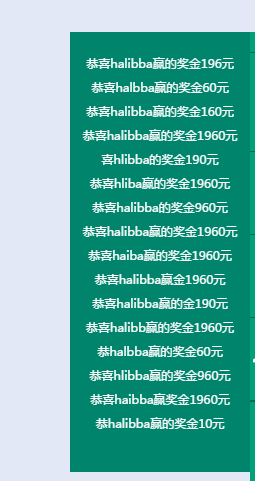 恭喜halibba赢的奖金196元
恭喜halbba赢的奖金60元
恭喜halibba赢的奖金160元
恭喜halibba赢的奖金1960元
喜hlibba的奖金190元
恭喜hliba赢的奖金1960元
恭喜halibba的奖金960元
恭喜halibba赢的奖金1960元
恭喜haiba赢的奖金1960元
恭喜halibba赢金1960元
恭喜halibba赢的金190元
恭喜halibb赢的奖金1960元
恭halbba赢的奖金60元
恭喜hlibba赢的奖金960元
恭喜haibba赢奖金1960元
恭halibba赢的奖金10元